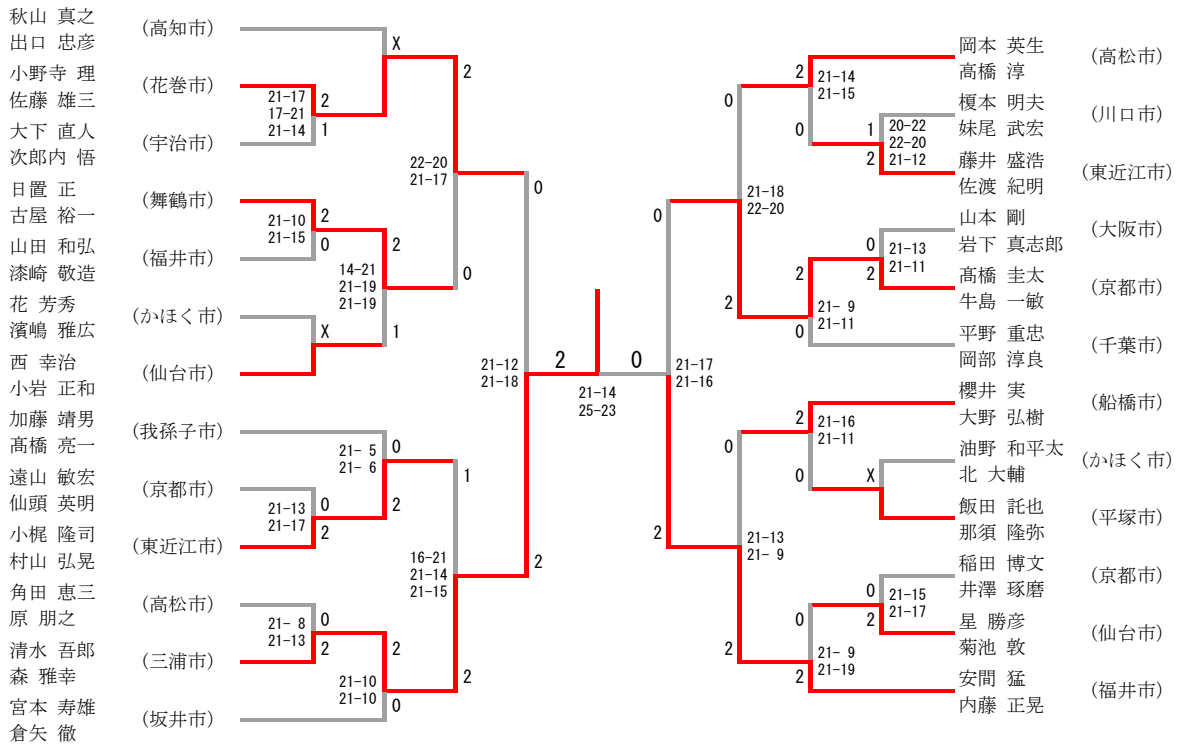 秋山 真之
出口 忠彦
(高知市)
小野寺 理
佐藤 雄三
(花巻市)
大下 直人
次郎内 悟
(宇治市)
日置 正
古屋 裕一
(舞鶴市)
山田 和弘
漆崎 敬造
(福井市)
花 芳秀
濱嶋 雅広
(かほく市)
西 幸治
小岩 正和
(仙台市)
加藤 靖男
髙橋 亮一
(我孫子市)
遠山 敏宏
仙頭 英明
(京都市)
小梶 隆司
村山 弘晃
(東近江市)
角田 恵三
原 朋之
(高松市)
清水 吾郎
森 雅幸
(三浦市)
宮本 寿雄
倉矢 徹
(坂井市)
X
2
21-17
17-21
21-14
2
1
22-20
21-17
0
21-10
21-15
2
0
2
0
14-21
21-19
21-19
X
1
21-12
21-18
2
0
21-14
25-23
21- 5
21- 6
0
1
21-13
21-17
0
2
2
16-21
21-14
21-15
2
21- 8
21-13
0
2
2
2
21-10
21-10
0
2
21-14
21-15
0
0
1
20-22
22-20
21-12
2
21-18
22-20
0
0
21-13
21-11
2
2
2
21- 9
21-11
0
21-17
21-16
2
21-16
21-11
0
0
X
2
21-13
21- 9
0
21-15
21-17
2
0
2
21- 9
21-19
2
岡本 英生
高橋 淳
(高松市)
榎本 明夫
妹尾 武宏
(川口市)
藤井 盛浩
佐渡 紀明
(東近江市)
山本 剛
岩下 真志郎
(大阪市)
髙橋 圭太
牛島 一敏
(京都市)
平野 重忠
岡部 淳良
(千葉市)
櫻井 実
大野 弘樹
(船橋市)
油野 和平太
北 大輔
(かほく市)
飯田 託也
那須 隆弥
(平塚市)
稲田 博文
井澤 琢磨
(京都市)
星 勝彦
菊池 敦
(仙台市)
安間 猛
内藤 正晃
(福井市)